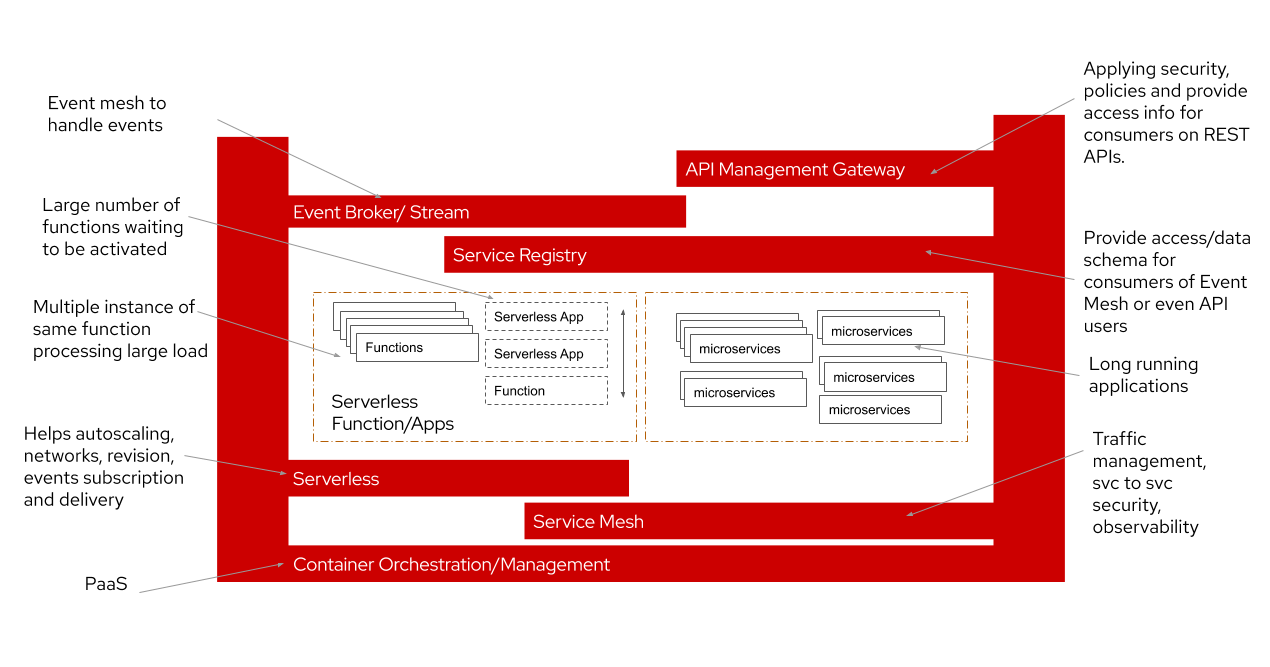 Event mesh to
handle events
Large number of
functions waiting
to be activated
Multiple instance of
same function
processing large load
Helps autoscaling,
networks, revision,
events subscription
and delivery
PaaS
API Management Gateway
Event Broker/ Stream
Service Registry
Functions
Serverless App
Serverless App
Function
Serverless
Function/Apps
microservices
microservices
microservices
microservices
microservices
Serverless
Service Mesh
Container Orchestration/Management
Applying security,
policies and provide
access info for
consumers on REST
APIs.
Provide access/data
schema for
consumers of Event
Mesh or even API
users
Long running
applications
Traffic
management,
svc to svc
security,
observability